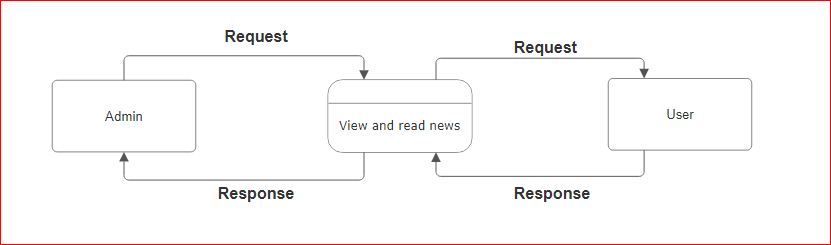 Request
Request
Admin
View and read news
User
Response
Response